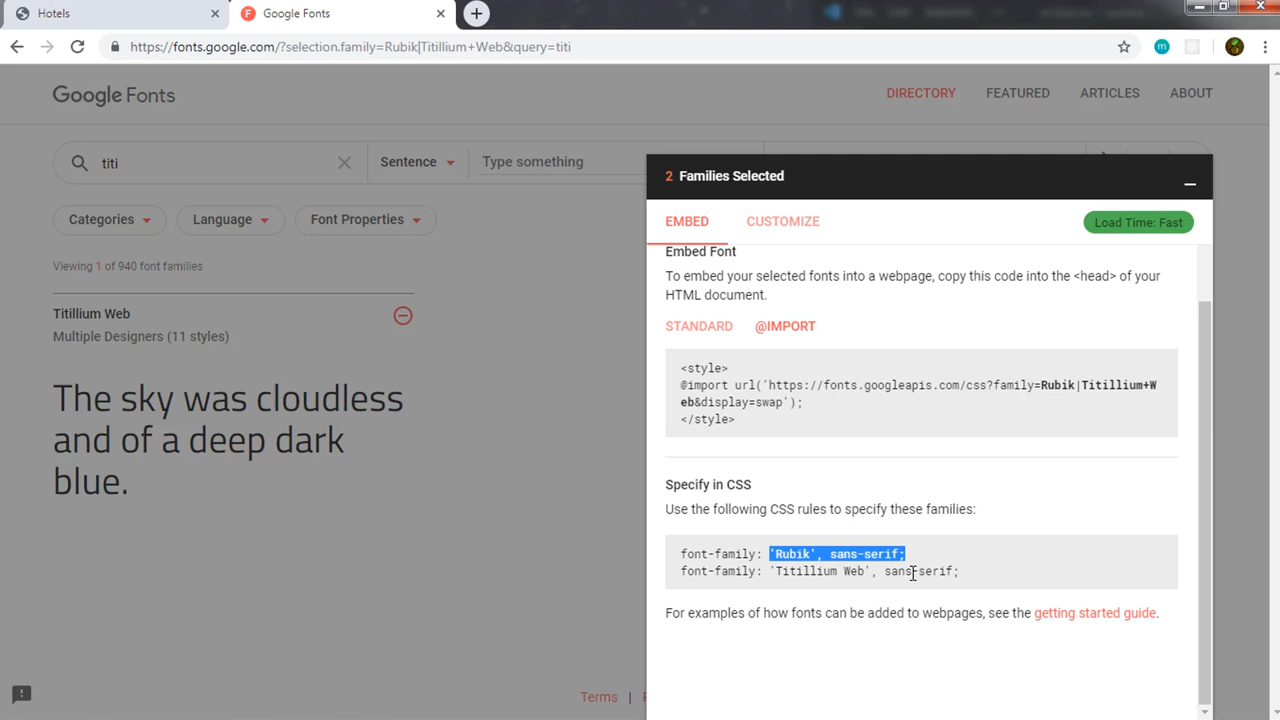 Hotels
Google Fonts
https://fonts.google.com/?selection.family=Rubik|Titillium+Web&query=titi
Google Fonts
DIRECTORY
FEATURED
ARTICLES
ABOUT
titi
Sentence
Type something
Categories
Language
Font Properties
Viewing 1 of 940 font families
Titillium Web
Multiple Designers (11 styles)
The sky was cloudless
and of a deep dark
blue.
Terms
2 Families Selected
EMBED
CUSTOMIZE
Load Time: Fast
Embed Font
To embed your selected fonts into a webpage, copy this code into the <head> of your
HTML document.
STANDARD
@IMPORT
<style>
@import url('https://fonts.googleapis.com/css?family=Rubik|Titillium+W
eb&display=swap');
</style>
Specify in CSS
Use the following CSS rules to specify these families:
font-family: 'Rubik', sans-serif;
font-family: 'Titillium Web', sans-serif;
For examples of how fonts can be added to webpages, see the getting started guide.